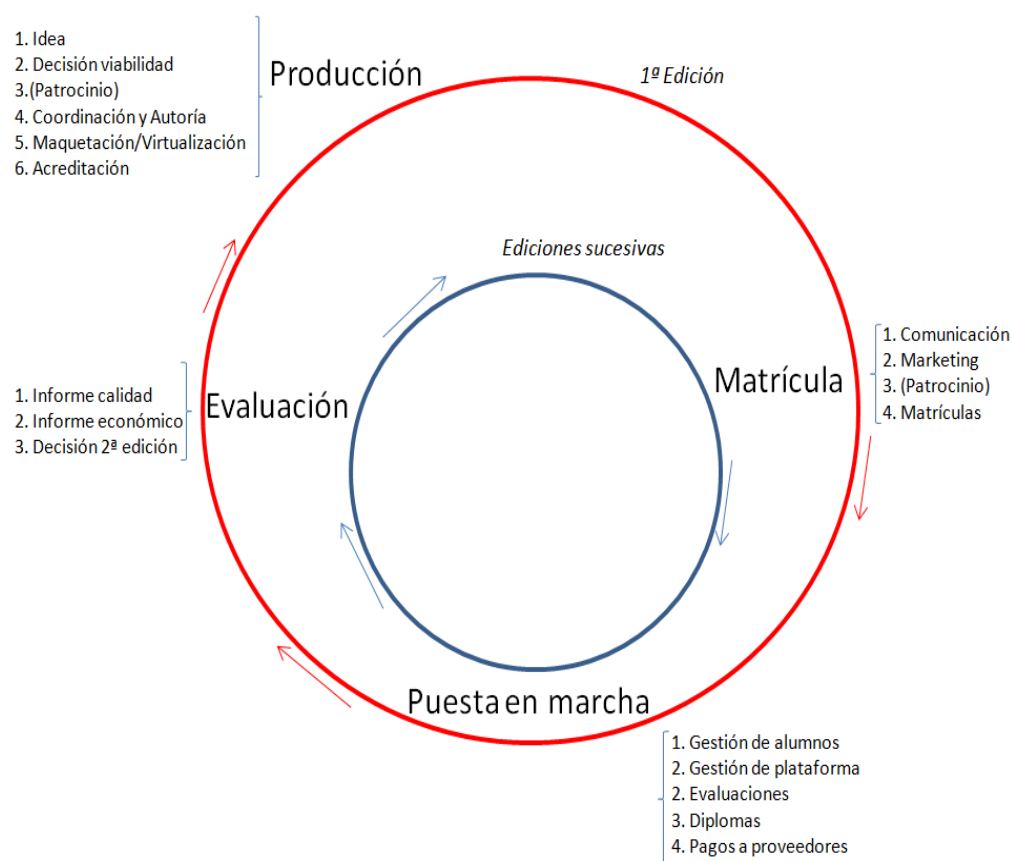 1. Idea
2. Decisión viabilidad
3.(Patrocinio)
4. Coordinación y Autoría
5. Maquetación/Virtualización
6. Acreditación
Producción
1ª Edición
Ediciones sucesivas
1. Comunicación
2. Marketing
3. (Patrocinio)
4. Matrículas
Matrícula
1. Informe calidad
2. Informe económico
3. Decisión 2ª edición
Evaluación
Puesta en marcha
1. Gestión de alumnos
2. Gestión de plataforma
2. Evaluaciones
3. Diplomas
4. Pagos a proveedores